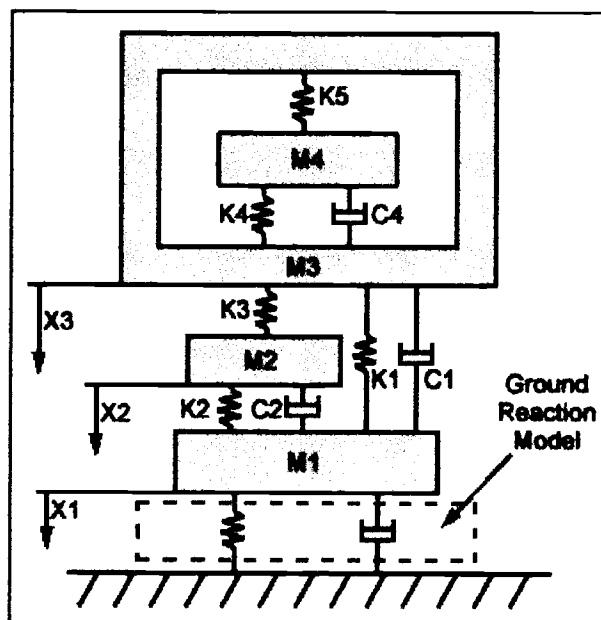 K5
M4
K4
C4
M3
X3
K3
M2
K1
C1
X2
K2
C2
Ground
Reaction
Model
M1
X1